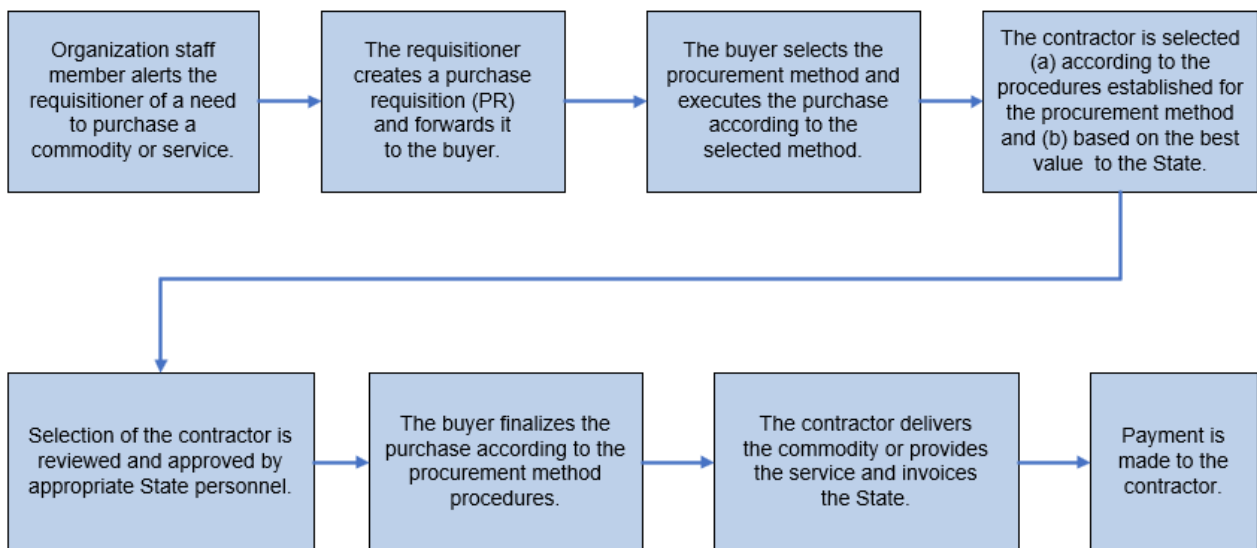 Organization staff
member alerts the
requisitioner of a need
to purchase a
commodity or service.
The requisitioner
creates a purchase
requisition (PR)
and forwards it
to the buyer.
The buyer selects the
procurement method and
executes the purchase
according to the
selected method.
The contractor is selected
(a) according to the
procedures established for
the procurement method
and (b) based on the best
value to the State.
Selection of the contractor is
reviewed and approved by
appropriate State personnel.
The buyer finalizes the
purchase according to the
procurement method
procedures.
The contractor delivers
the commodity or provides
the service and invoices
the State.
Payment is
made to the
contractor.